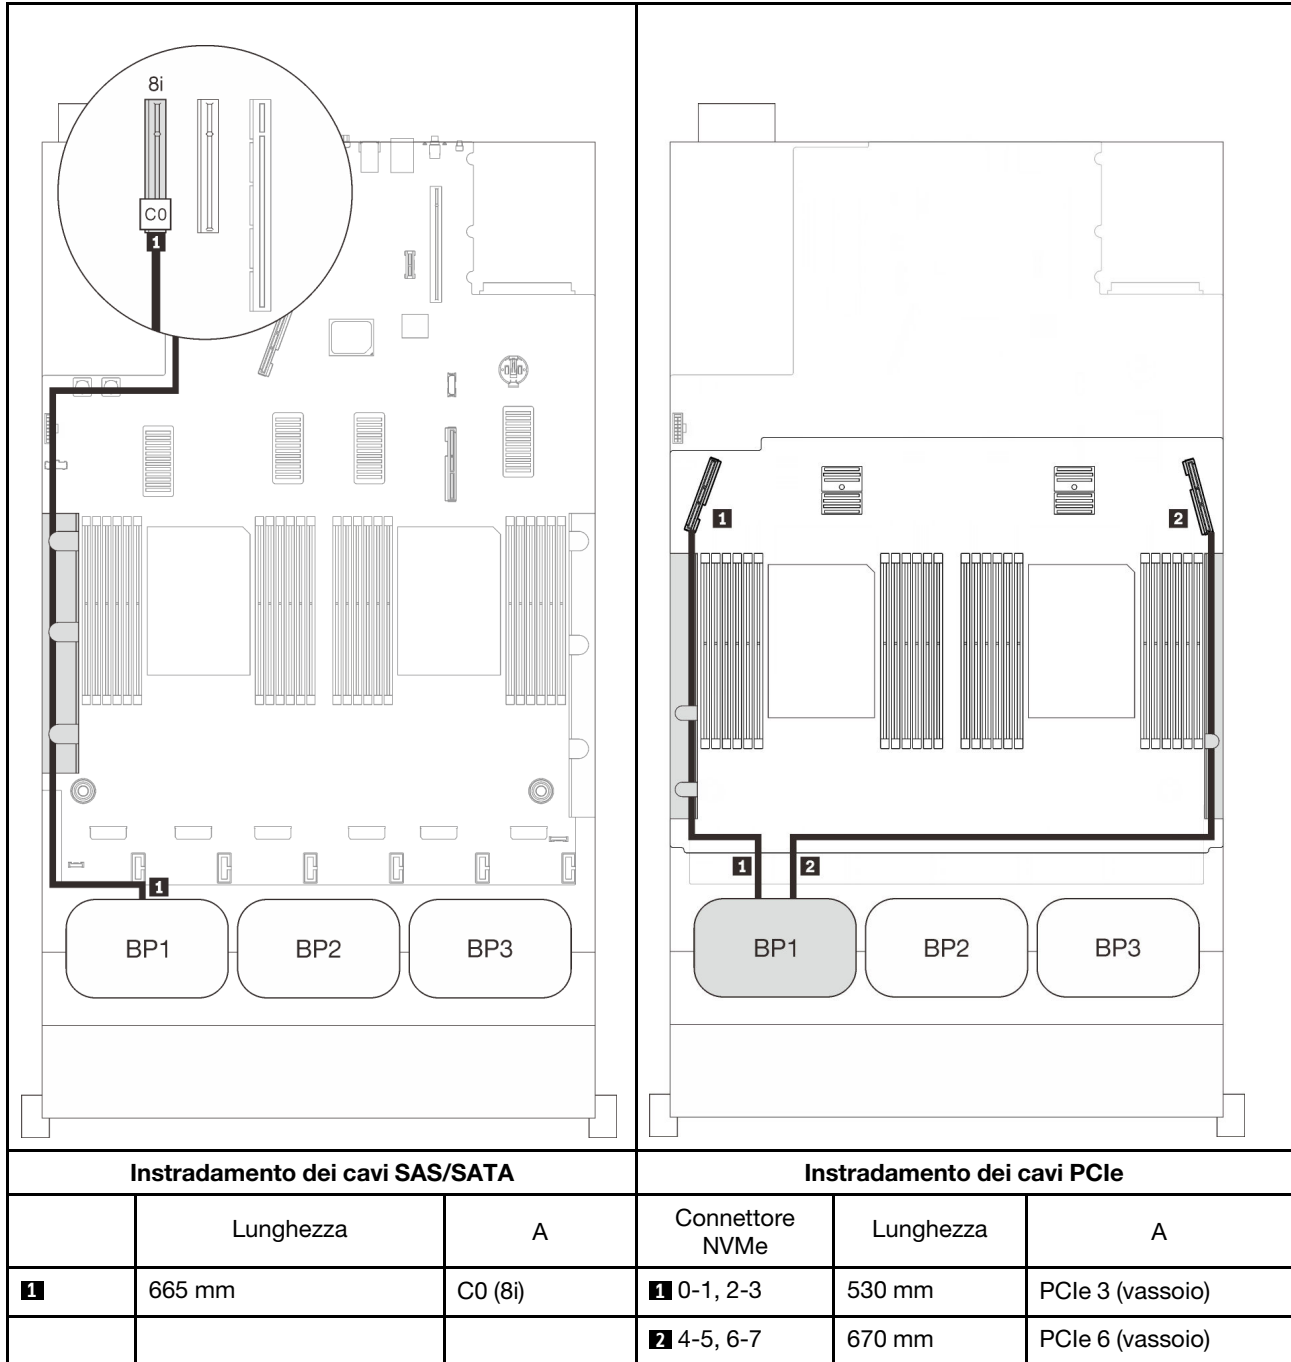 8i
C0
1
1
BP1
BP2
BP3
1
2
1
2
BP1
BP2
BP3
Instradamento dei cavi SAS/SATA
Instradamento dei cavi PCIe
Lunghezza
A
Connettore
NVMe
Lunghezza
A
1
665 mm
C0 (8i)
1 0-1, 2-3
530 mm
PCIe 3 (vassoio)
2 4-5, 6-7
670 mm
PCIe 6 (vassoio)